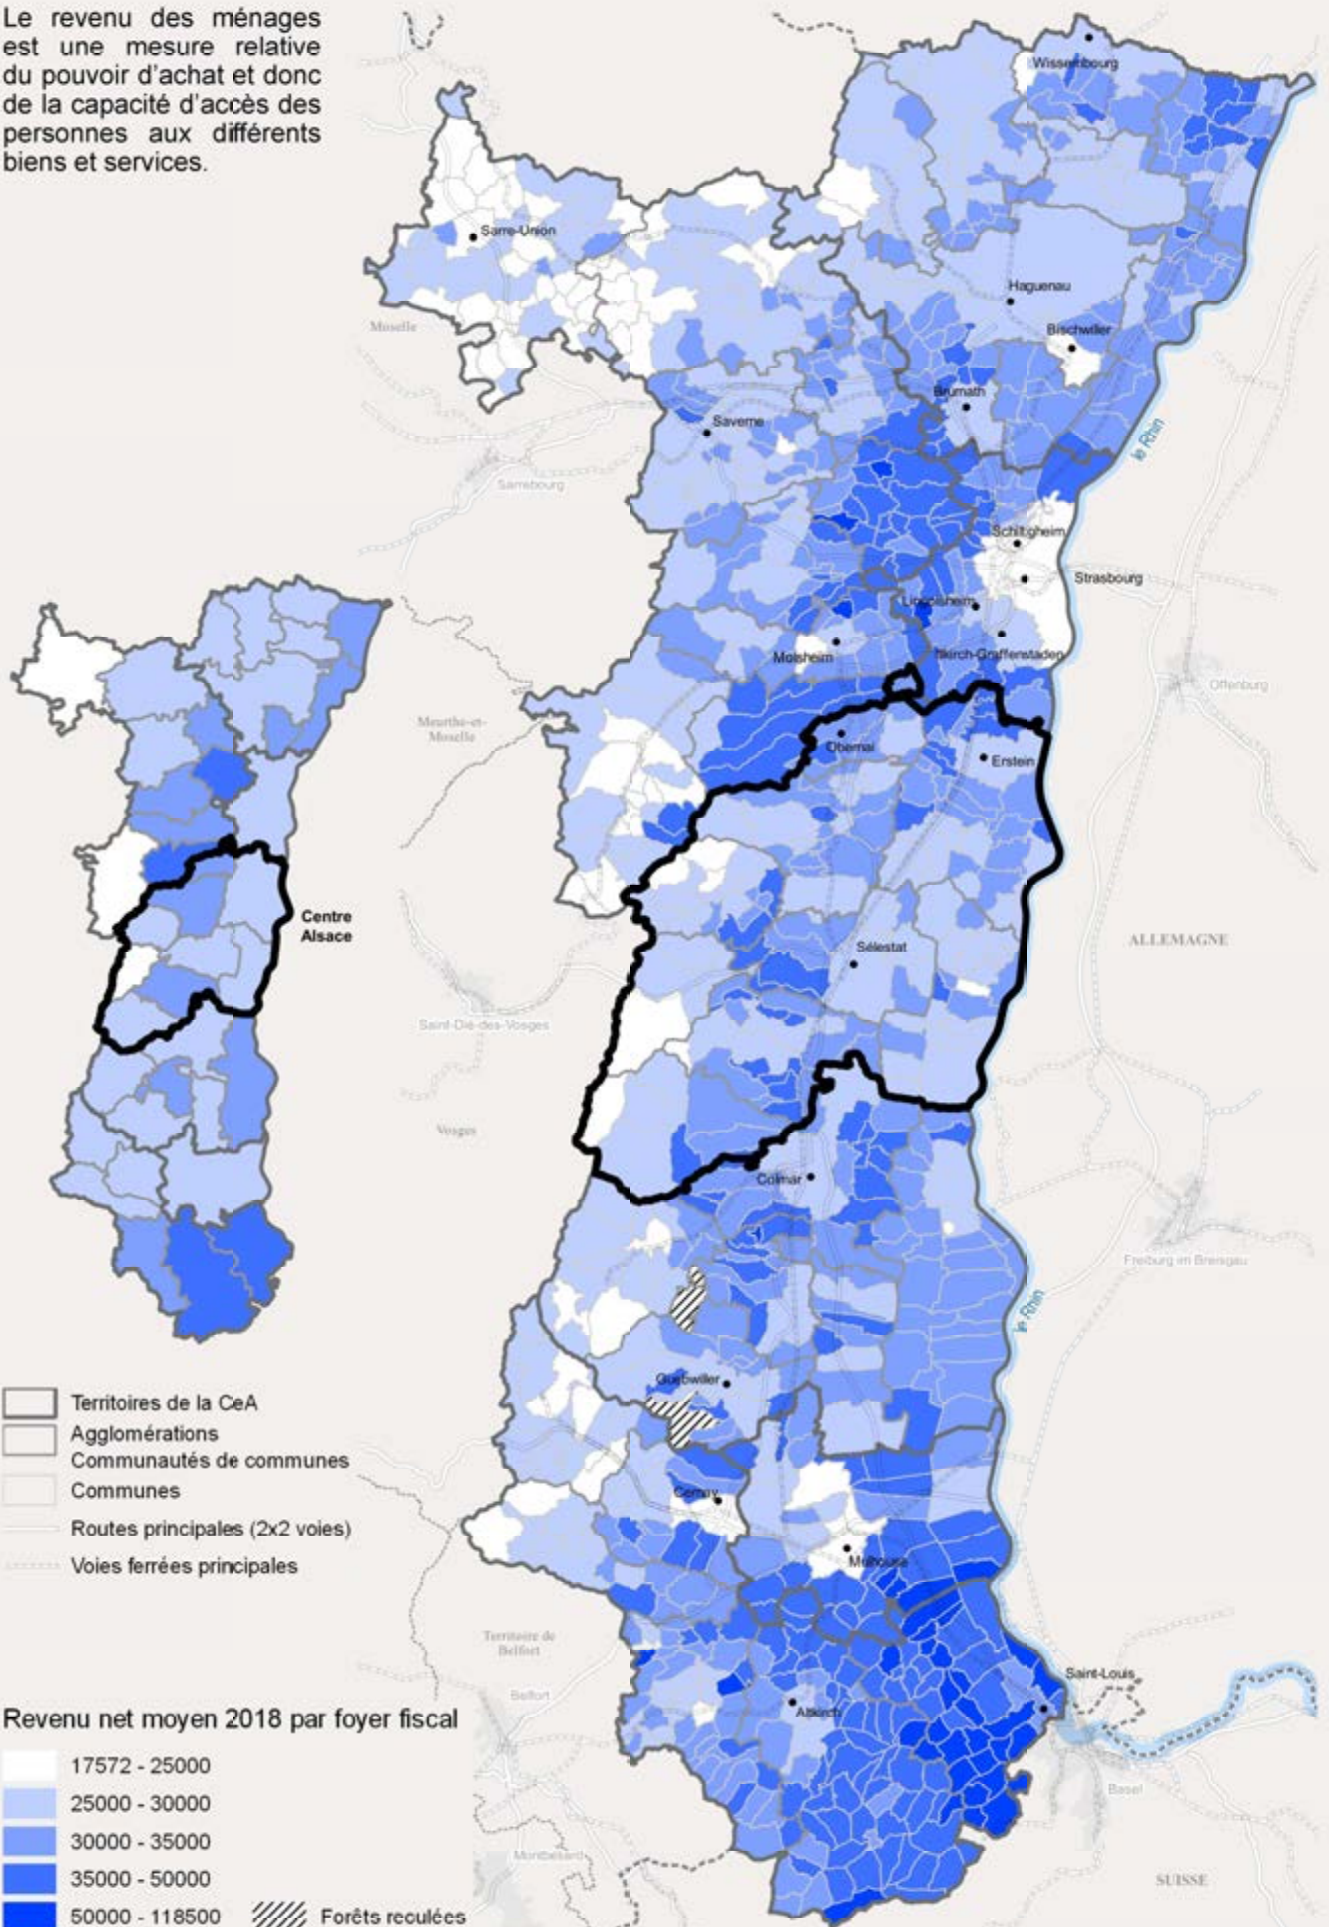 Le revenu des ménages
est une mesure relative
du pouvoir d'achat et donc
de la capacité d'accès des
personnes aux différents
biens et services.
Wissembourg
Sarre-Union
Haguenau
Moselle
Bischwiller
Brumath
Saverne
le Rhin
Sarrebourg
Schiltigheim
Strasbourg
Lingolsheim
Molsheim
Illkirch-Graffenstaden
Offenburg
Meurthe-et-
Moselle
Obernai
Erstein
Centre
Alsace
ALLEMAGNE
Sélestat
Saint-Dié-des-Vosges
Vosges
Colmar
Freiburg im Breisgau
le Rhin
Guebwiller
Territoires de la CeA
Agglomérations
Communautés de communes
Communes
Routes principales (2x2 voies)
Voies ferrées principales
Cernay
Mulhouse
Territoire de
Belfort
Saint-Louis
Belfort
Altkirch
Revenu net moyen 2018 par foyer fiscal
17572 - 25000
25000 - 30000
30000 - 35000
35000 - 50000
50000 - 118500
Forêts reculées
Basel
Montbéliard
SUISSE